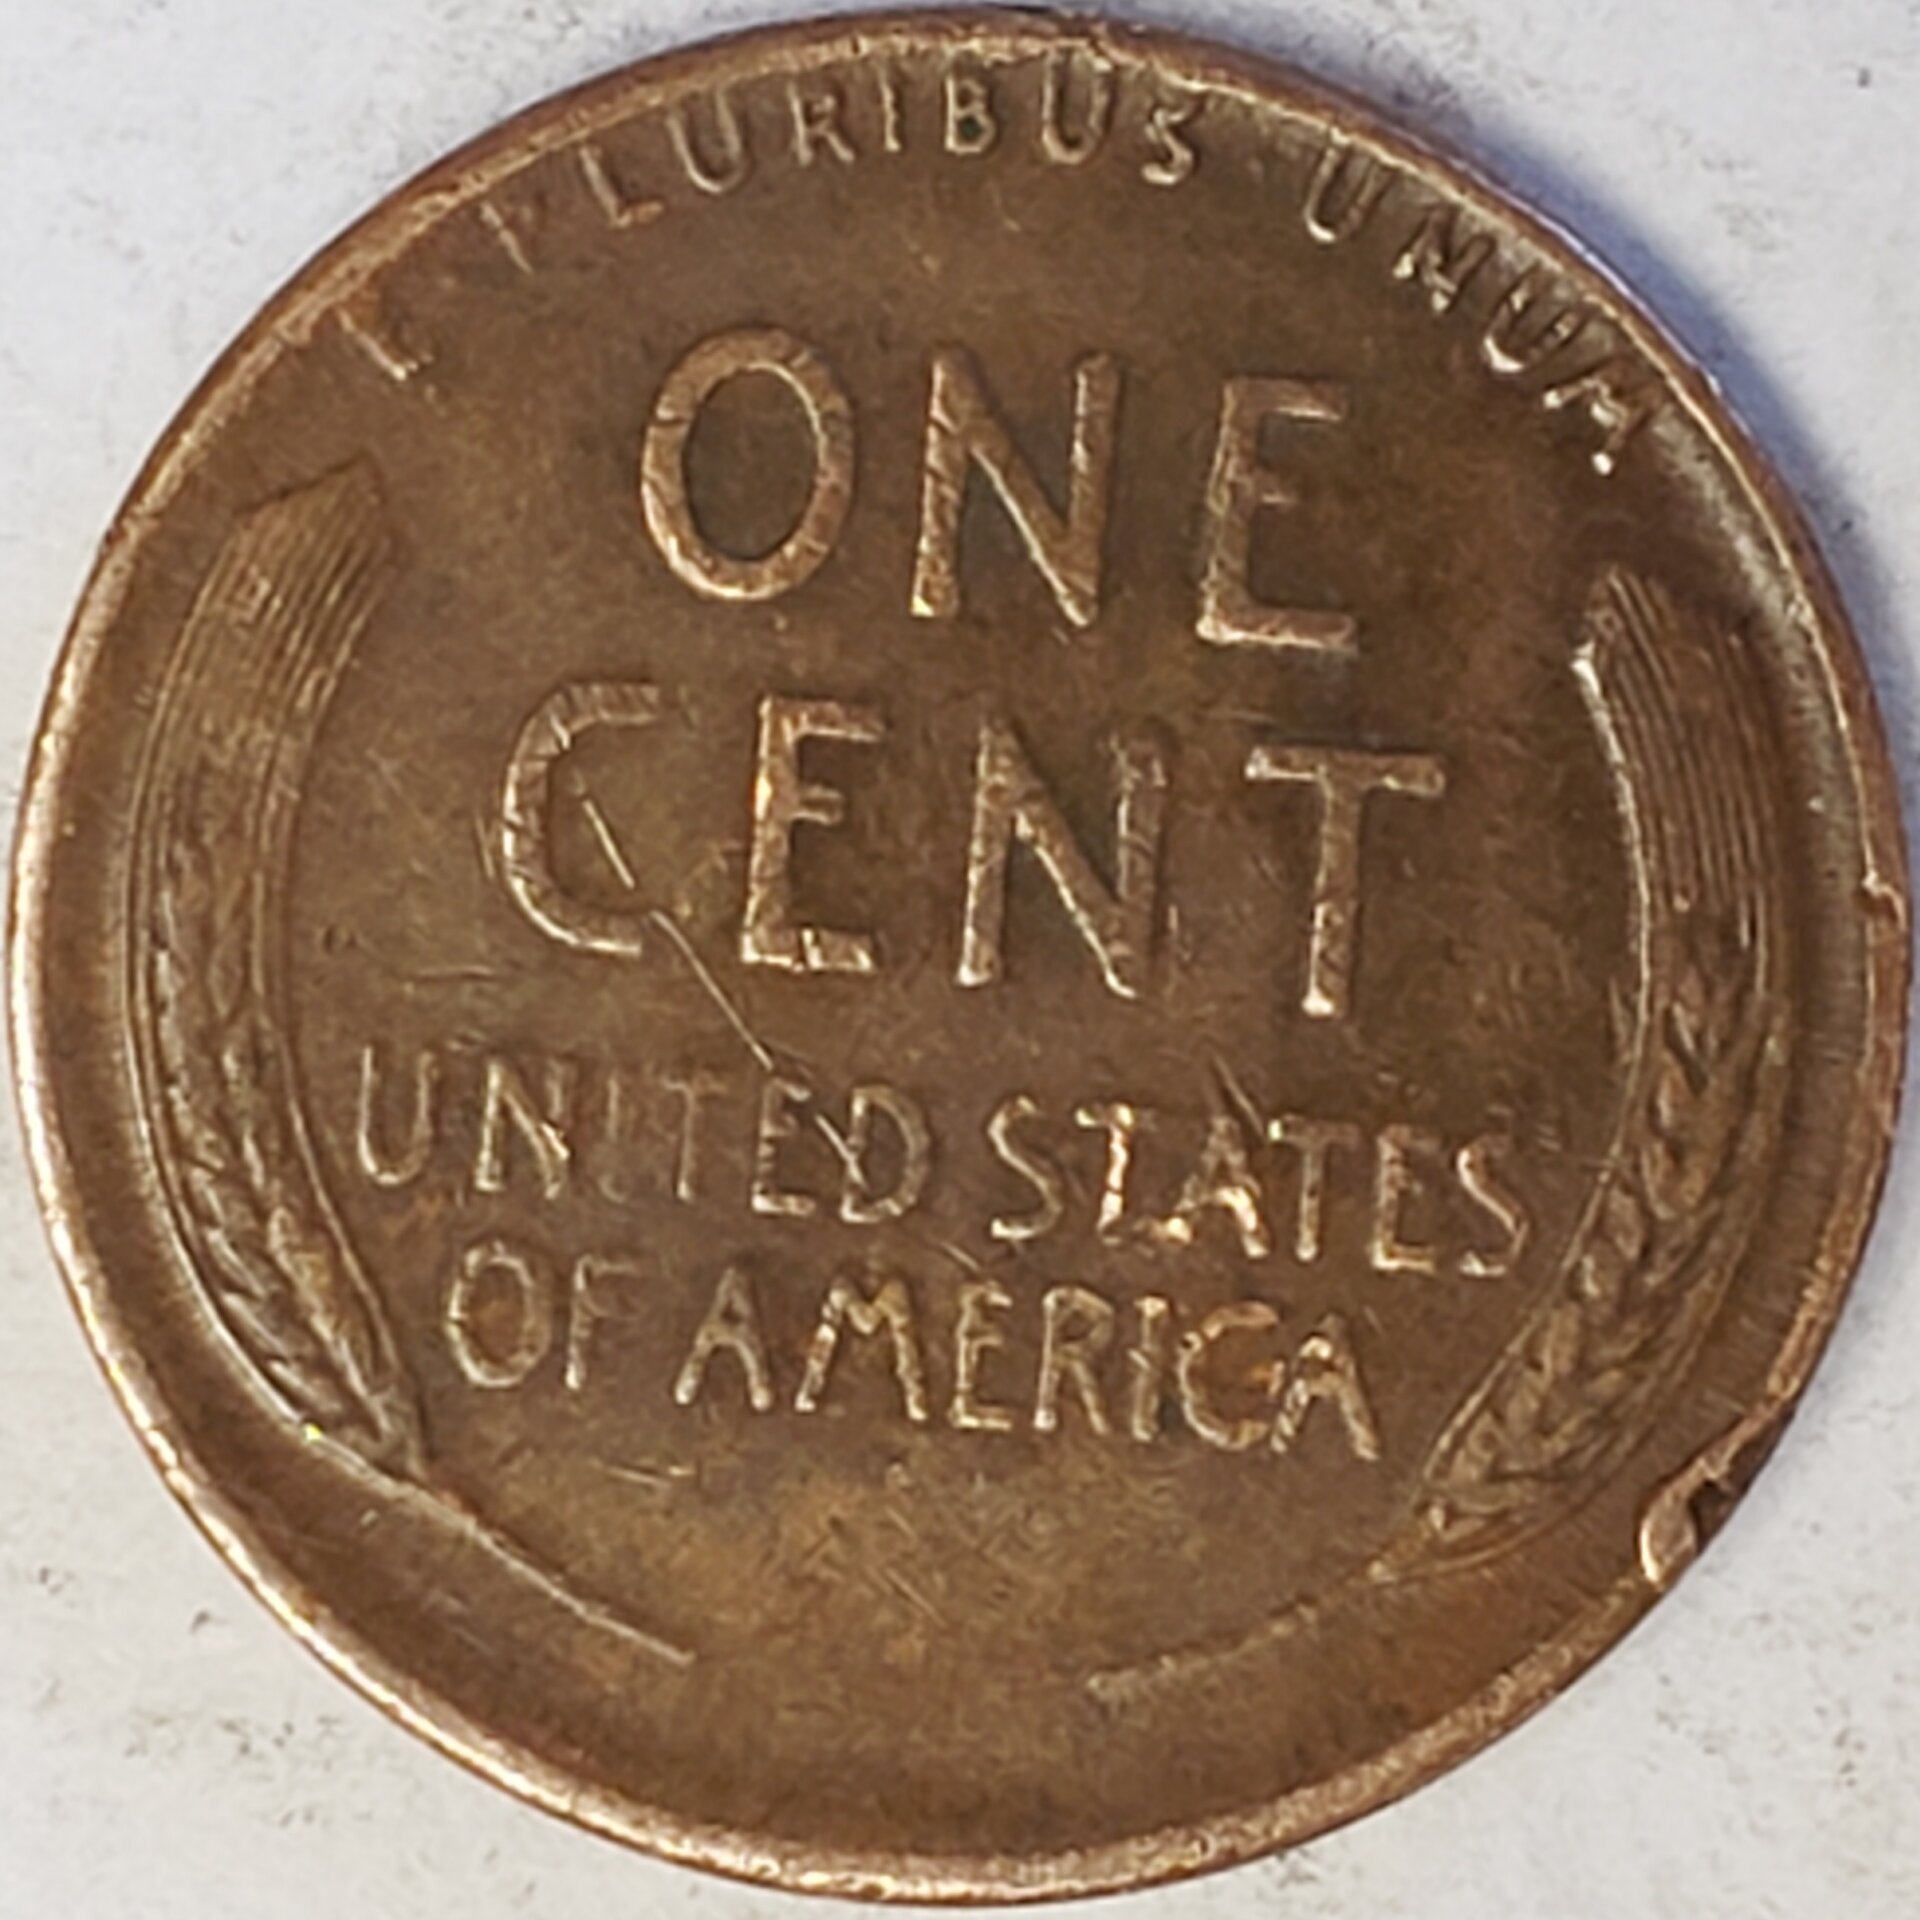 E PLURIBUS UNUM
ONE
CENT
UNITED STATES
OF AMERICA